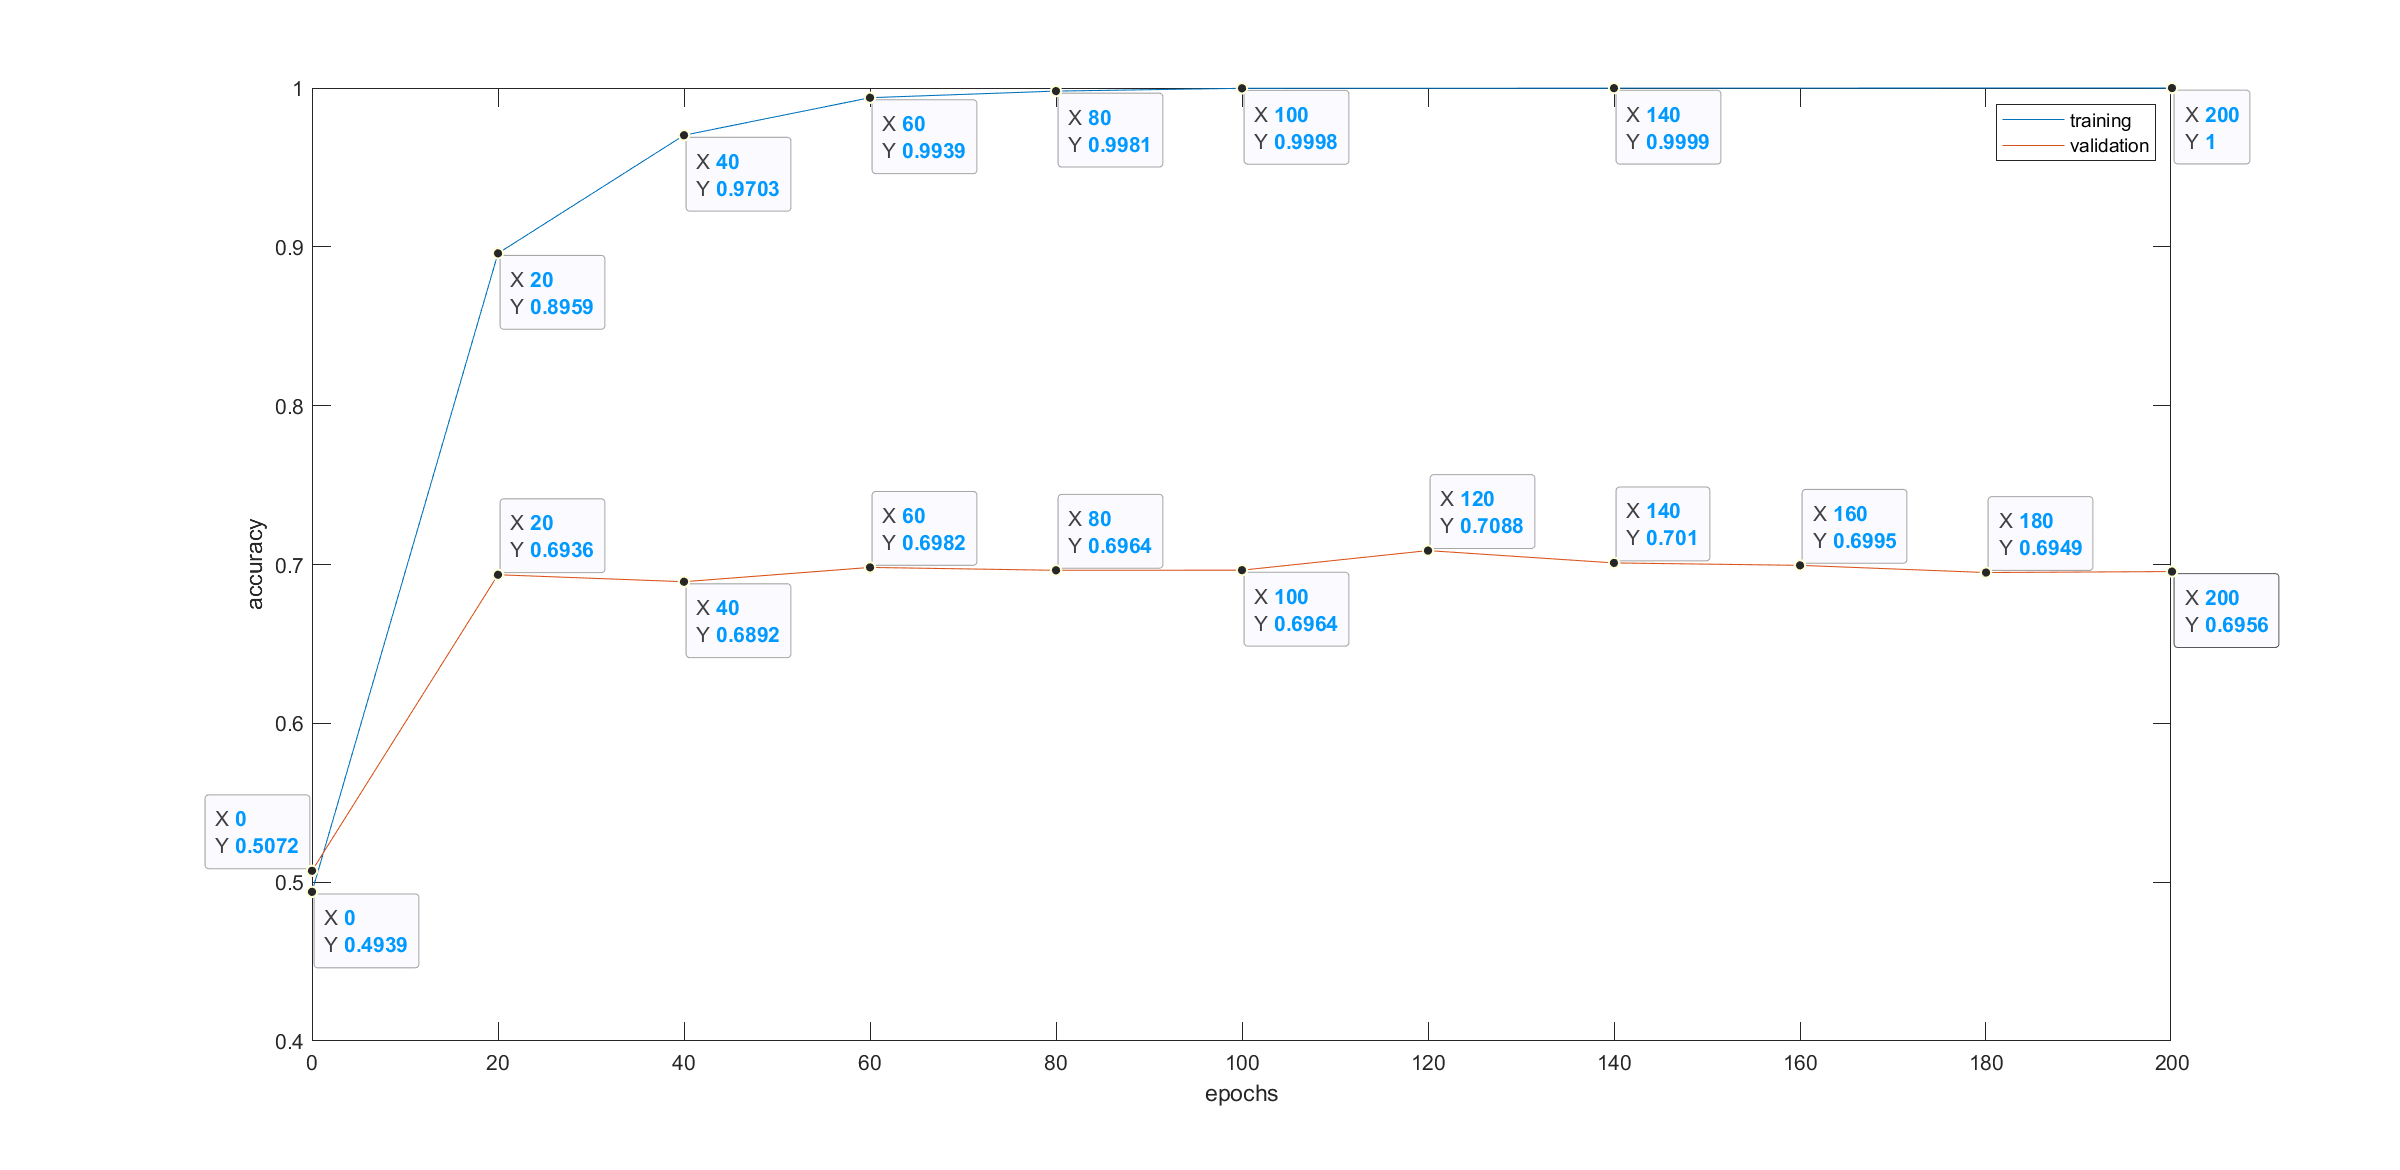 1
0.9
0.8
0.7
0.6
0.5
0.4
accuracy
0
20
40
60
80
100
120
140
160
180
200
epochs
training
validation
X 0
Y 0.4939
X 20
Y 0.8959
X 40
Y 0.9703
X 60
Y 0.9939
X 80
Y 0.9981
X 100
Y 0.9998
X 140
Y 0.9999
X 200
Y 1
X 0
Y 0.5072
X 20
Y 0.6936
X 40
Y 0.6892
X 60
Y 0.6982
X 80
Y 0.6964
X 100
Y 0.6964
X 120
Y 0.7088
X 140
Y 0.701
X 160
Y 0.6995
X 180
Y 0.6949
X 200
Y 0.6956